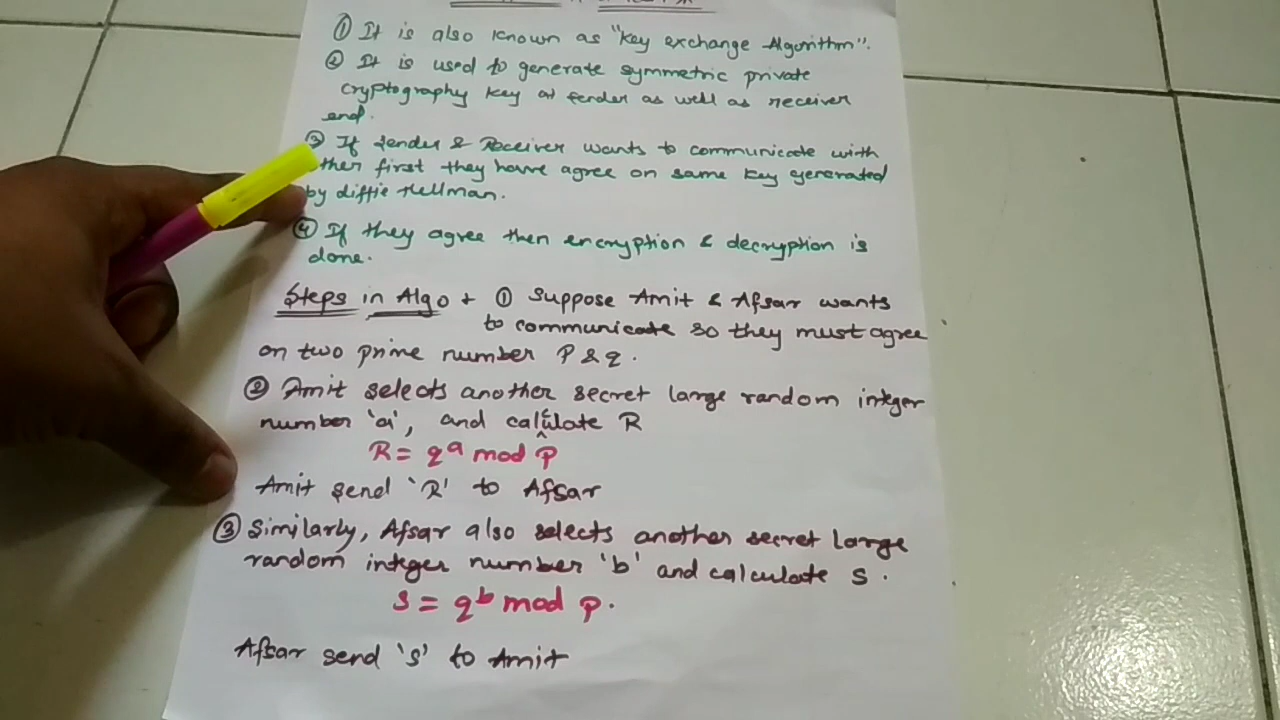 ① It is also known as "Key exchange Algorithm".
② It is used to generate symmetric private
cryptography key at sender as well as receiver
end.
③ If sender & Receiver wants to communicate with
ther first they have agree on same key generated
by diffie Hellman.
④ If they agree then encryption & decryption is
done.
Steps in Algo + ① Suppose Amit & Afsar wants
to communicate so they must agree
on two prime number P & q.
② Amit selects another secret large random integer
number 'a', and calculate R
R = q^a mod p
Amit send 'R' to Afsar
③ Similarly, Afsar also selects another secret large
random integer number 'b' and calculate S.
S = q^b mod p.
Afsar send 'S' to Amit